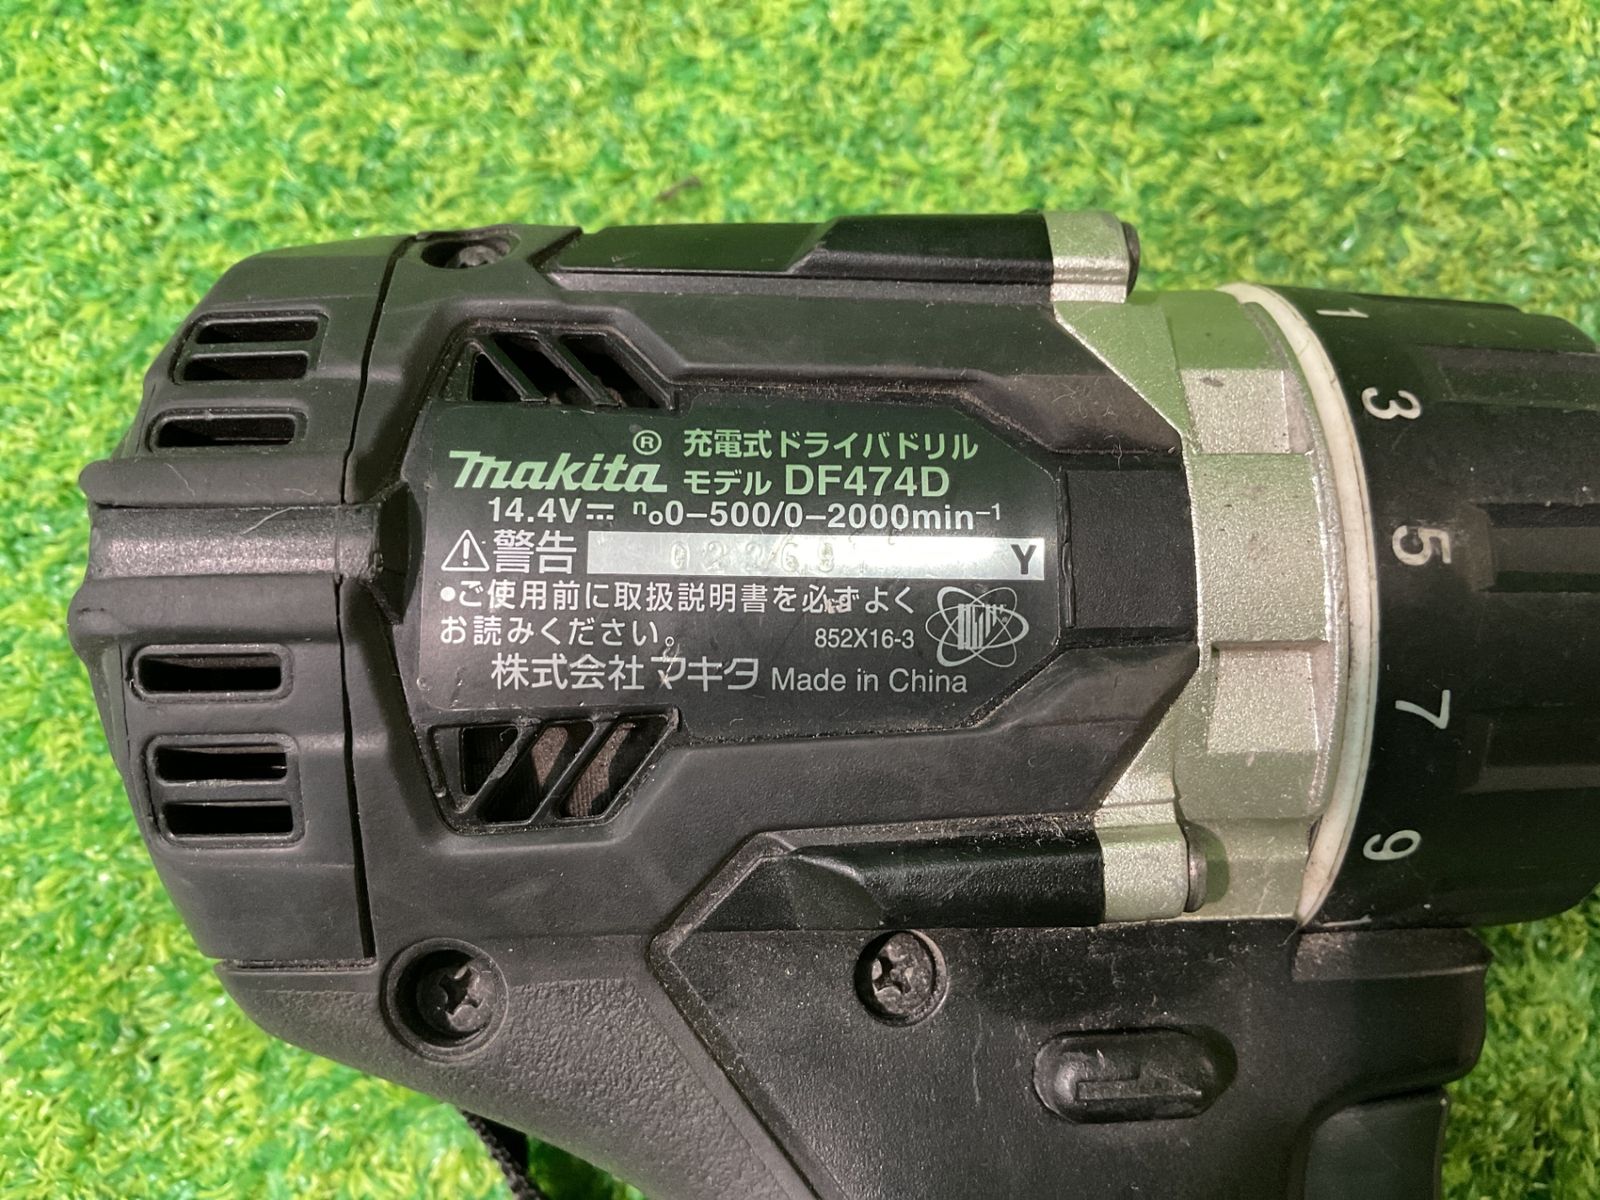 makita® 充電式ドライバドリル
モデル DF474D
14.4V⎓ n₀0–500/0–2000min⁻¹
⚠警告 Y
●ご使用前に取扱説明書を必ずよく
お読みください。 852X16-3
株式会社マキタ Made in China
1
3
5
7
9